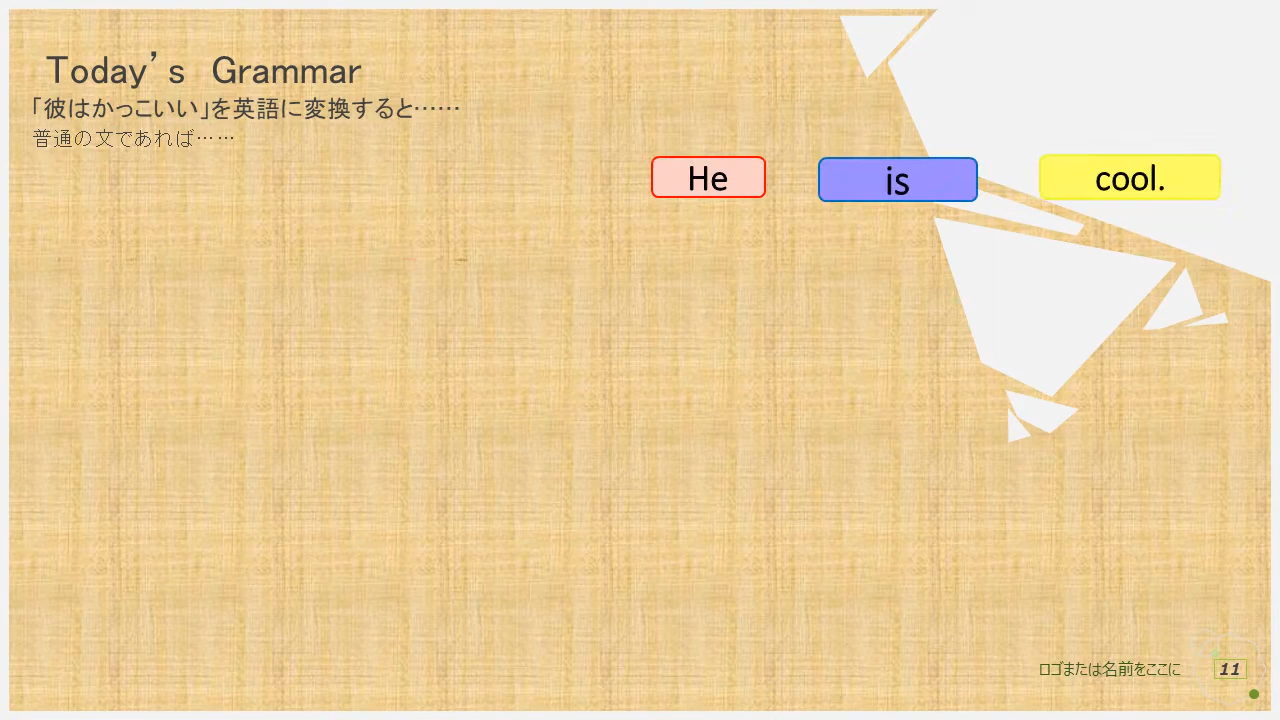 Today’s Grammar
「彼はかっこいい」を英語に変換すると……
普通の文であれば……
He is cool.
ロゴまたは名前をここに 11